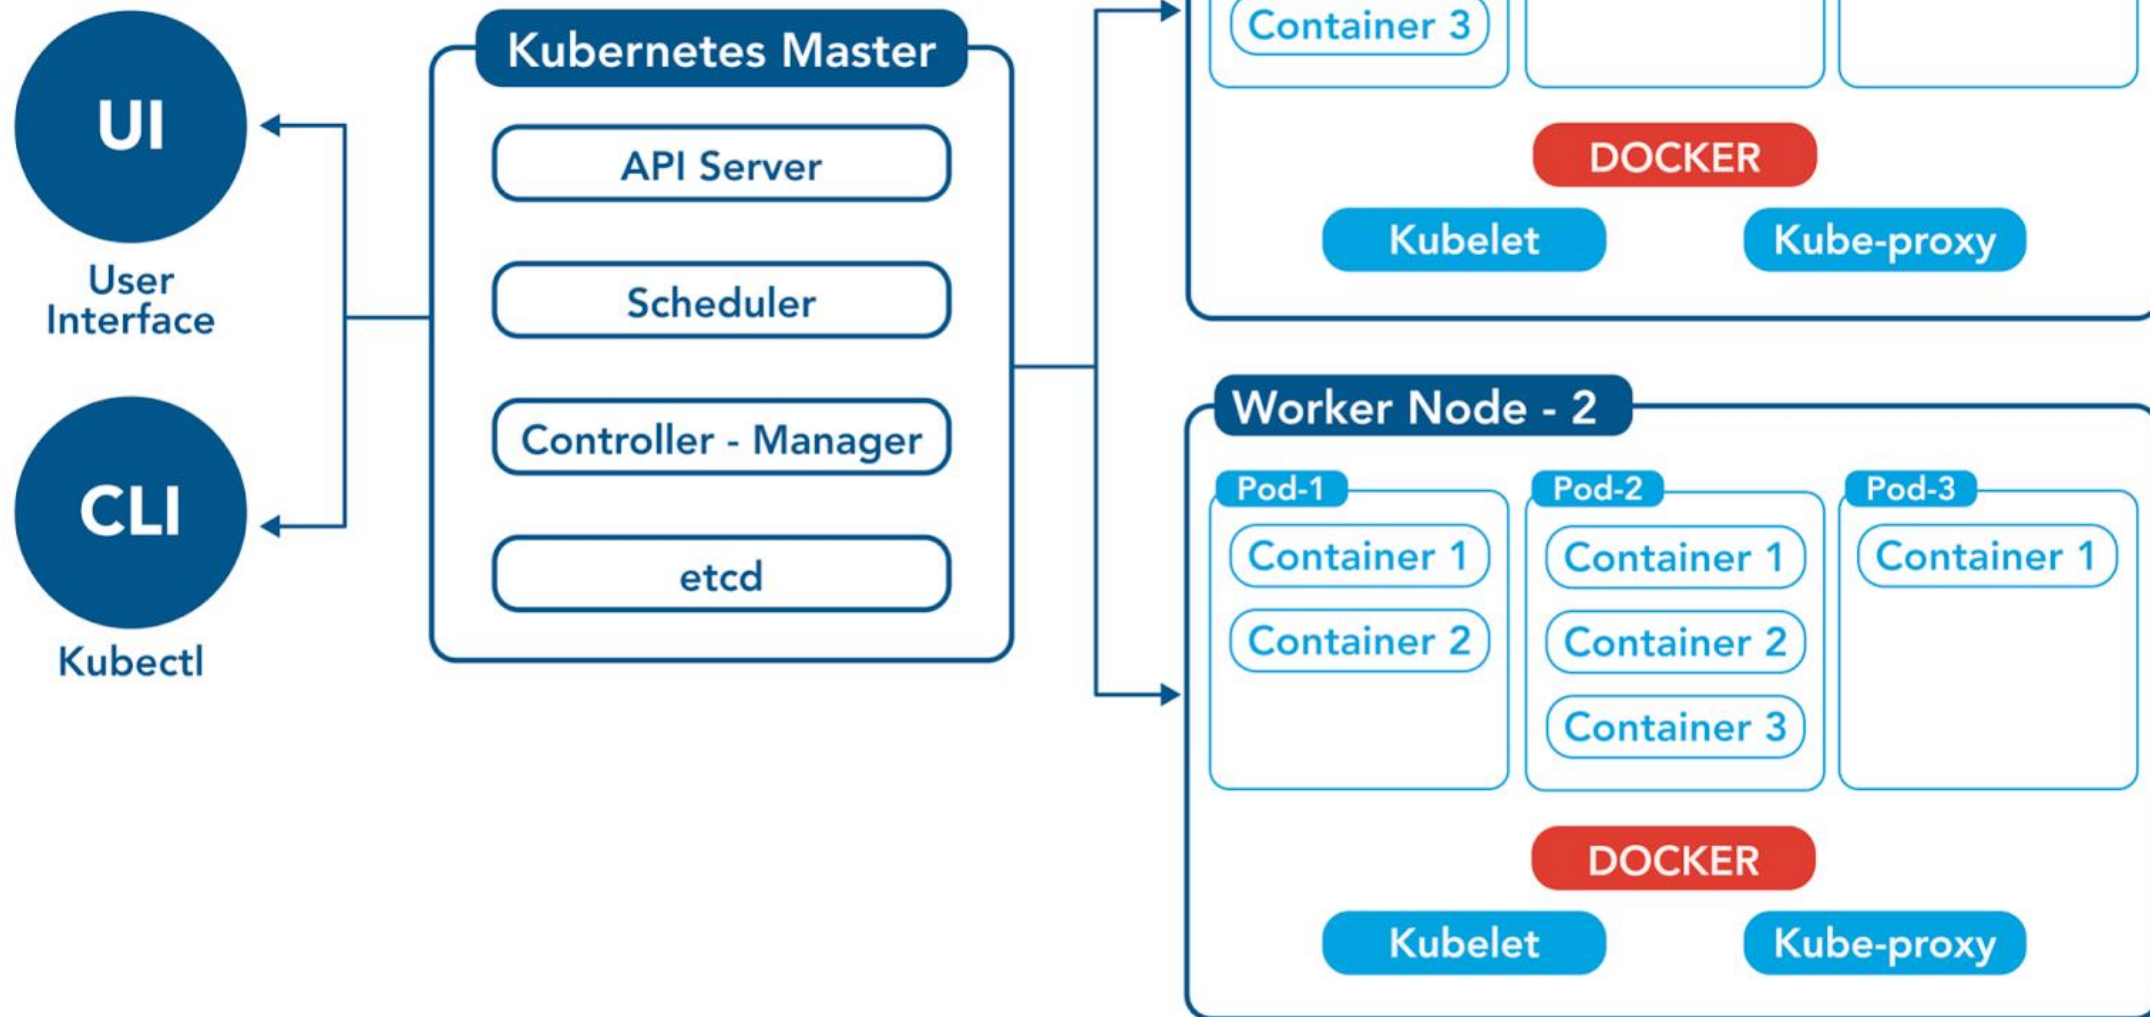 UI
User
Interface
CLI
Kubectl
Kubernetes Master
API Server
Scheduler
Controller - Manager
etcd
Container 3
DOCKER
Kubelet
Kube-proxy
Worker Node - 2
Pod-1
Container 1
Container 2
Pod-2
Container 1
Container 2
Container 3
Pod-3
Container 1
DOCKER
Kubelet
Kube-proxy